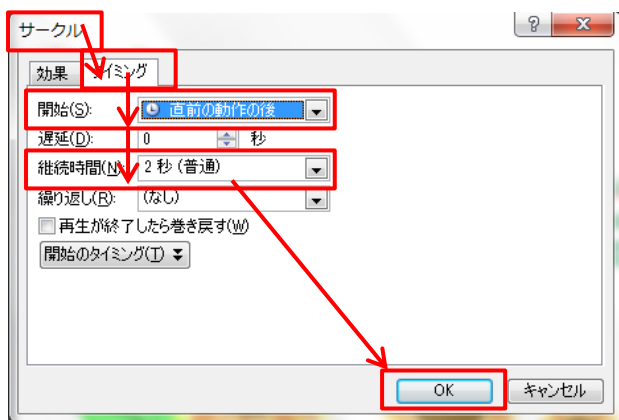 サークル
効果 タイミング
開始(S): 直前の動作の後
遅延(D): 0 秒
継続時間(N): 2 秒 (普通)
繰り返し(R): (なし)
再生が終了したら巻き戻す(W)
開始のタイミング(T)
OK キャンセル